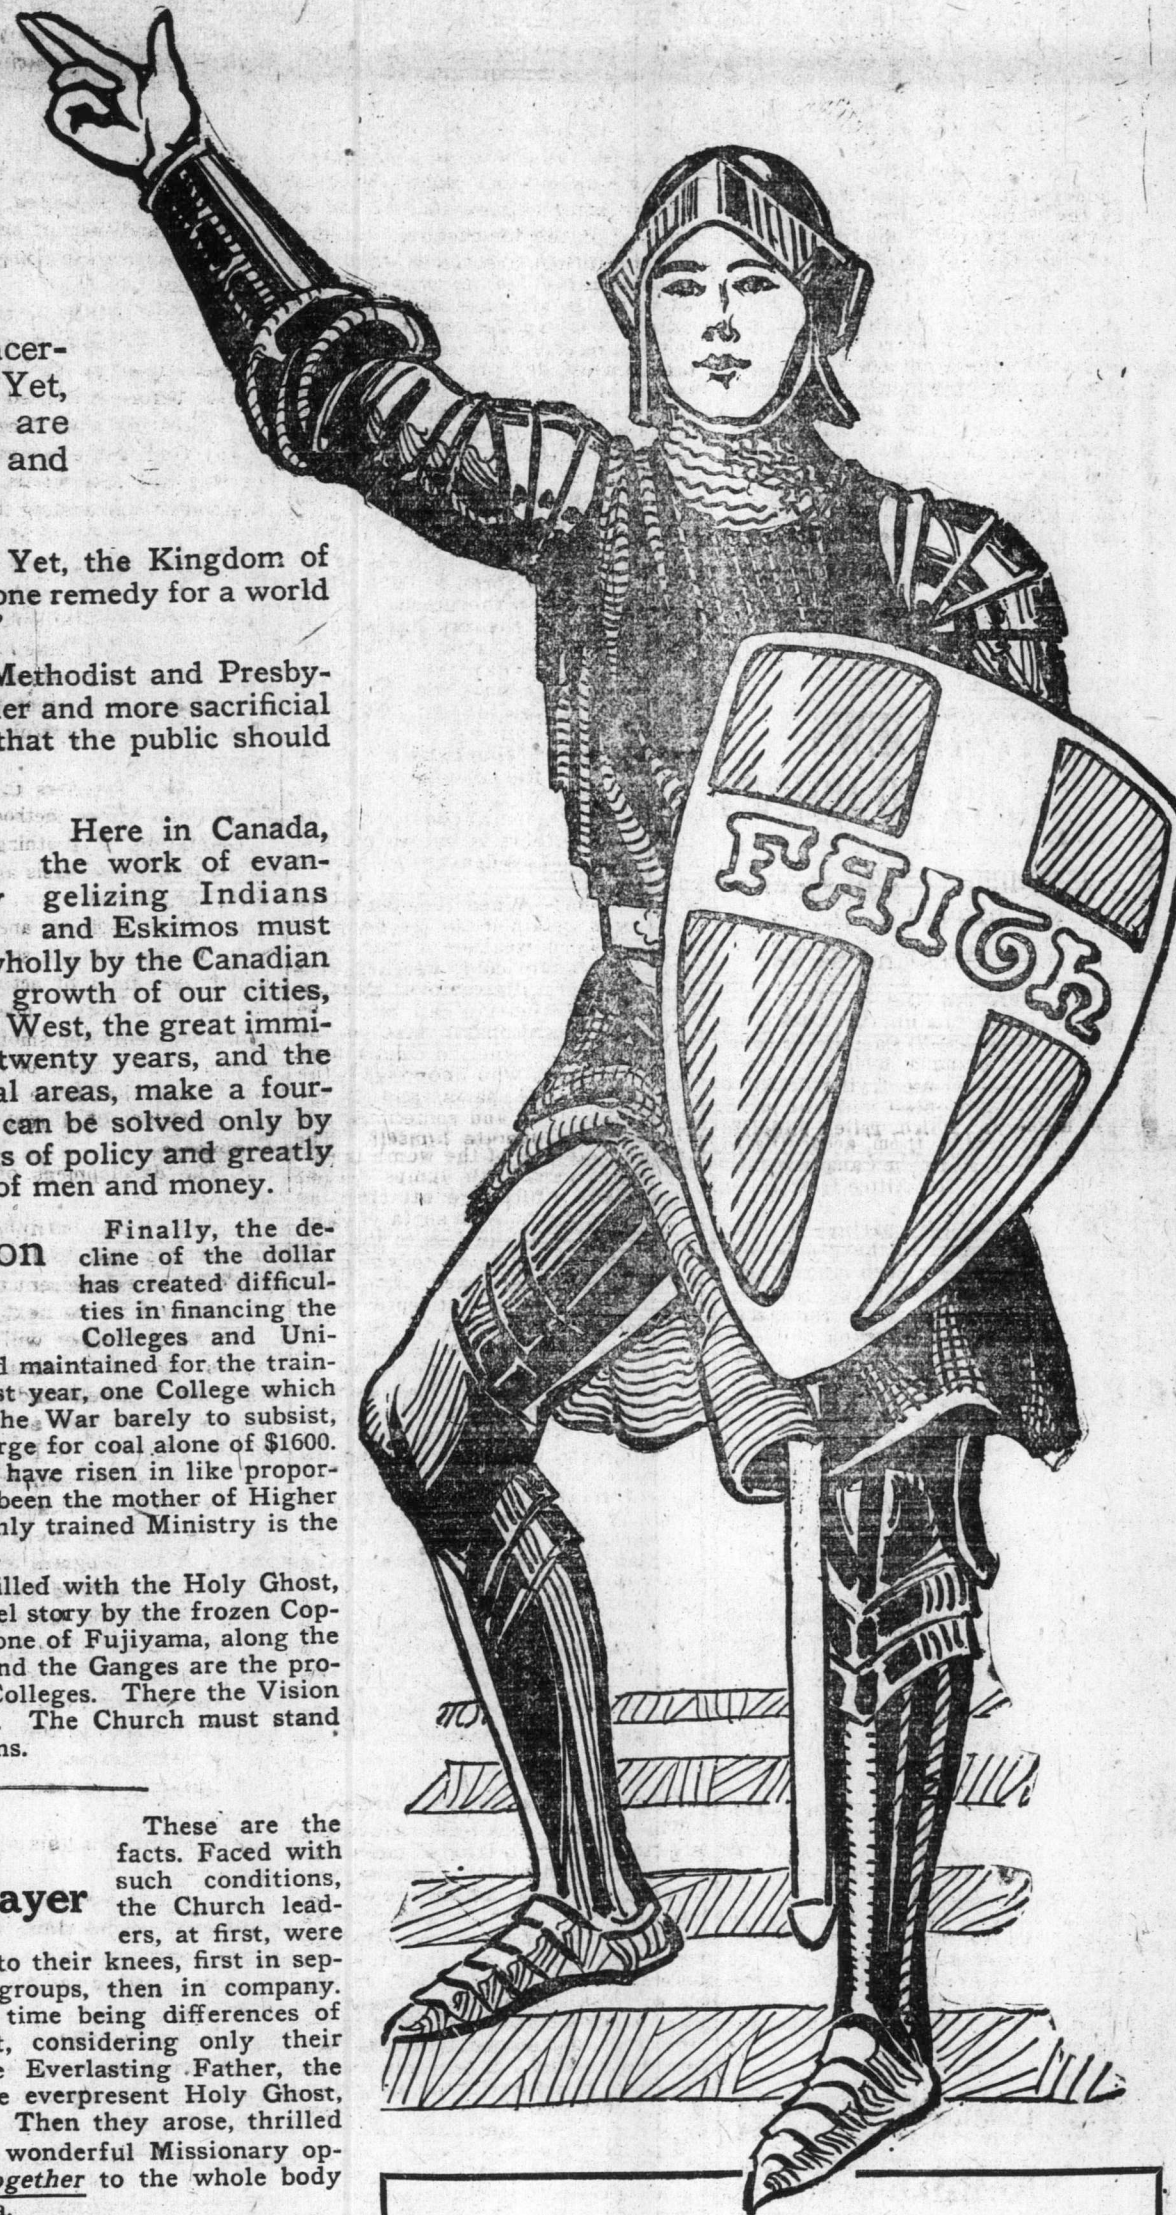 Yet,
are
and
Yet, the Kingdom of
one remedy for a world
Methodist and Presby-
er and more sacrificial
that the public should
Here in Canada,
the work of evan-
gelizing Indians
and Eskimos must
wholly by the Canadian
growth of our cities,
West, the great immi-
twenty years, and the
al areas, make a four-
can be solved only by
s of policy and greatly
of men and money.
Finally, the de-
on cline of the dollar
has created difficul-
ties in financing the
Colleges and Uni-
d maintained for the train-
st year, one College which
the War barely to subsist,
rge for coal alone of $1600.
have risen in like propor-
been the mother of Higher
nly trained Ministry is the
illed with the Holy Ghost,
el story by the frozen Cop-
one of Fujiyama, along the
nd the Ganges are the pro-
Colleges. There the Vision
The Church must stand
ns.
These are the
facts. Faced with
such conditions,
ayer the Church lead-
ers, at first, were
to their knees, first in sep-
groups, then in company.
time being differences of
t, considering only their
e Everlasting Father, the
e everpresent Holy Ghost,
Then they arose, thrilled
wonderful Missionary op-
ogether to the whole body
FAITH